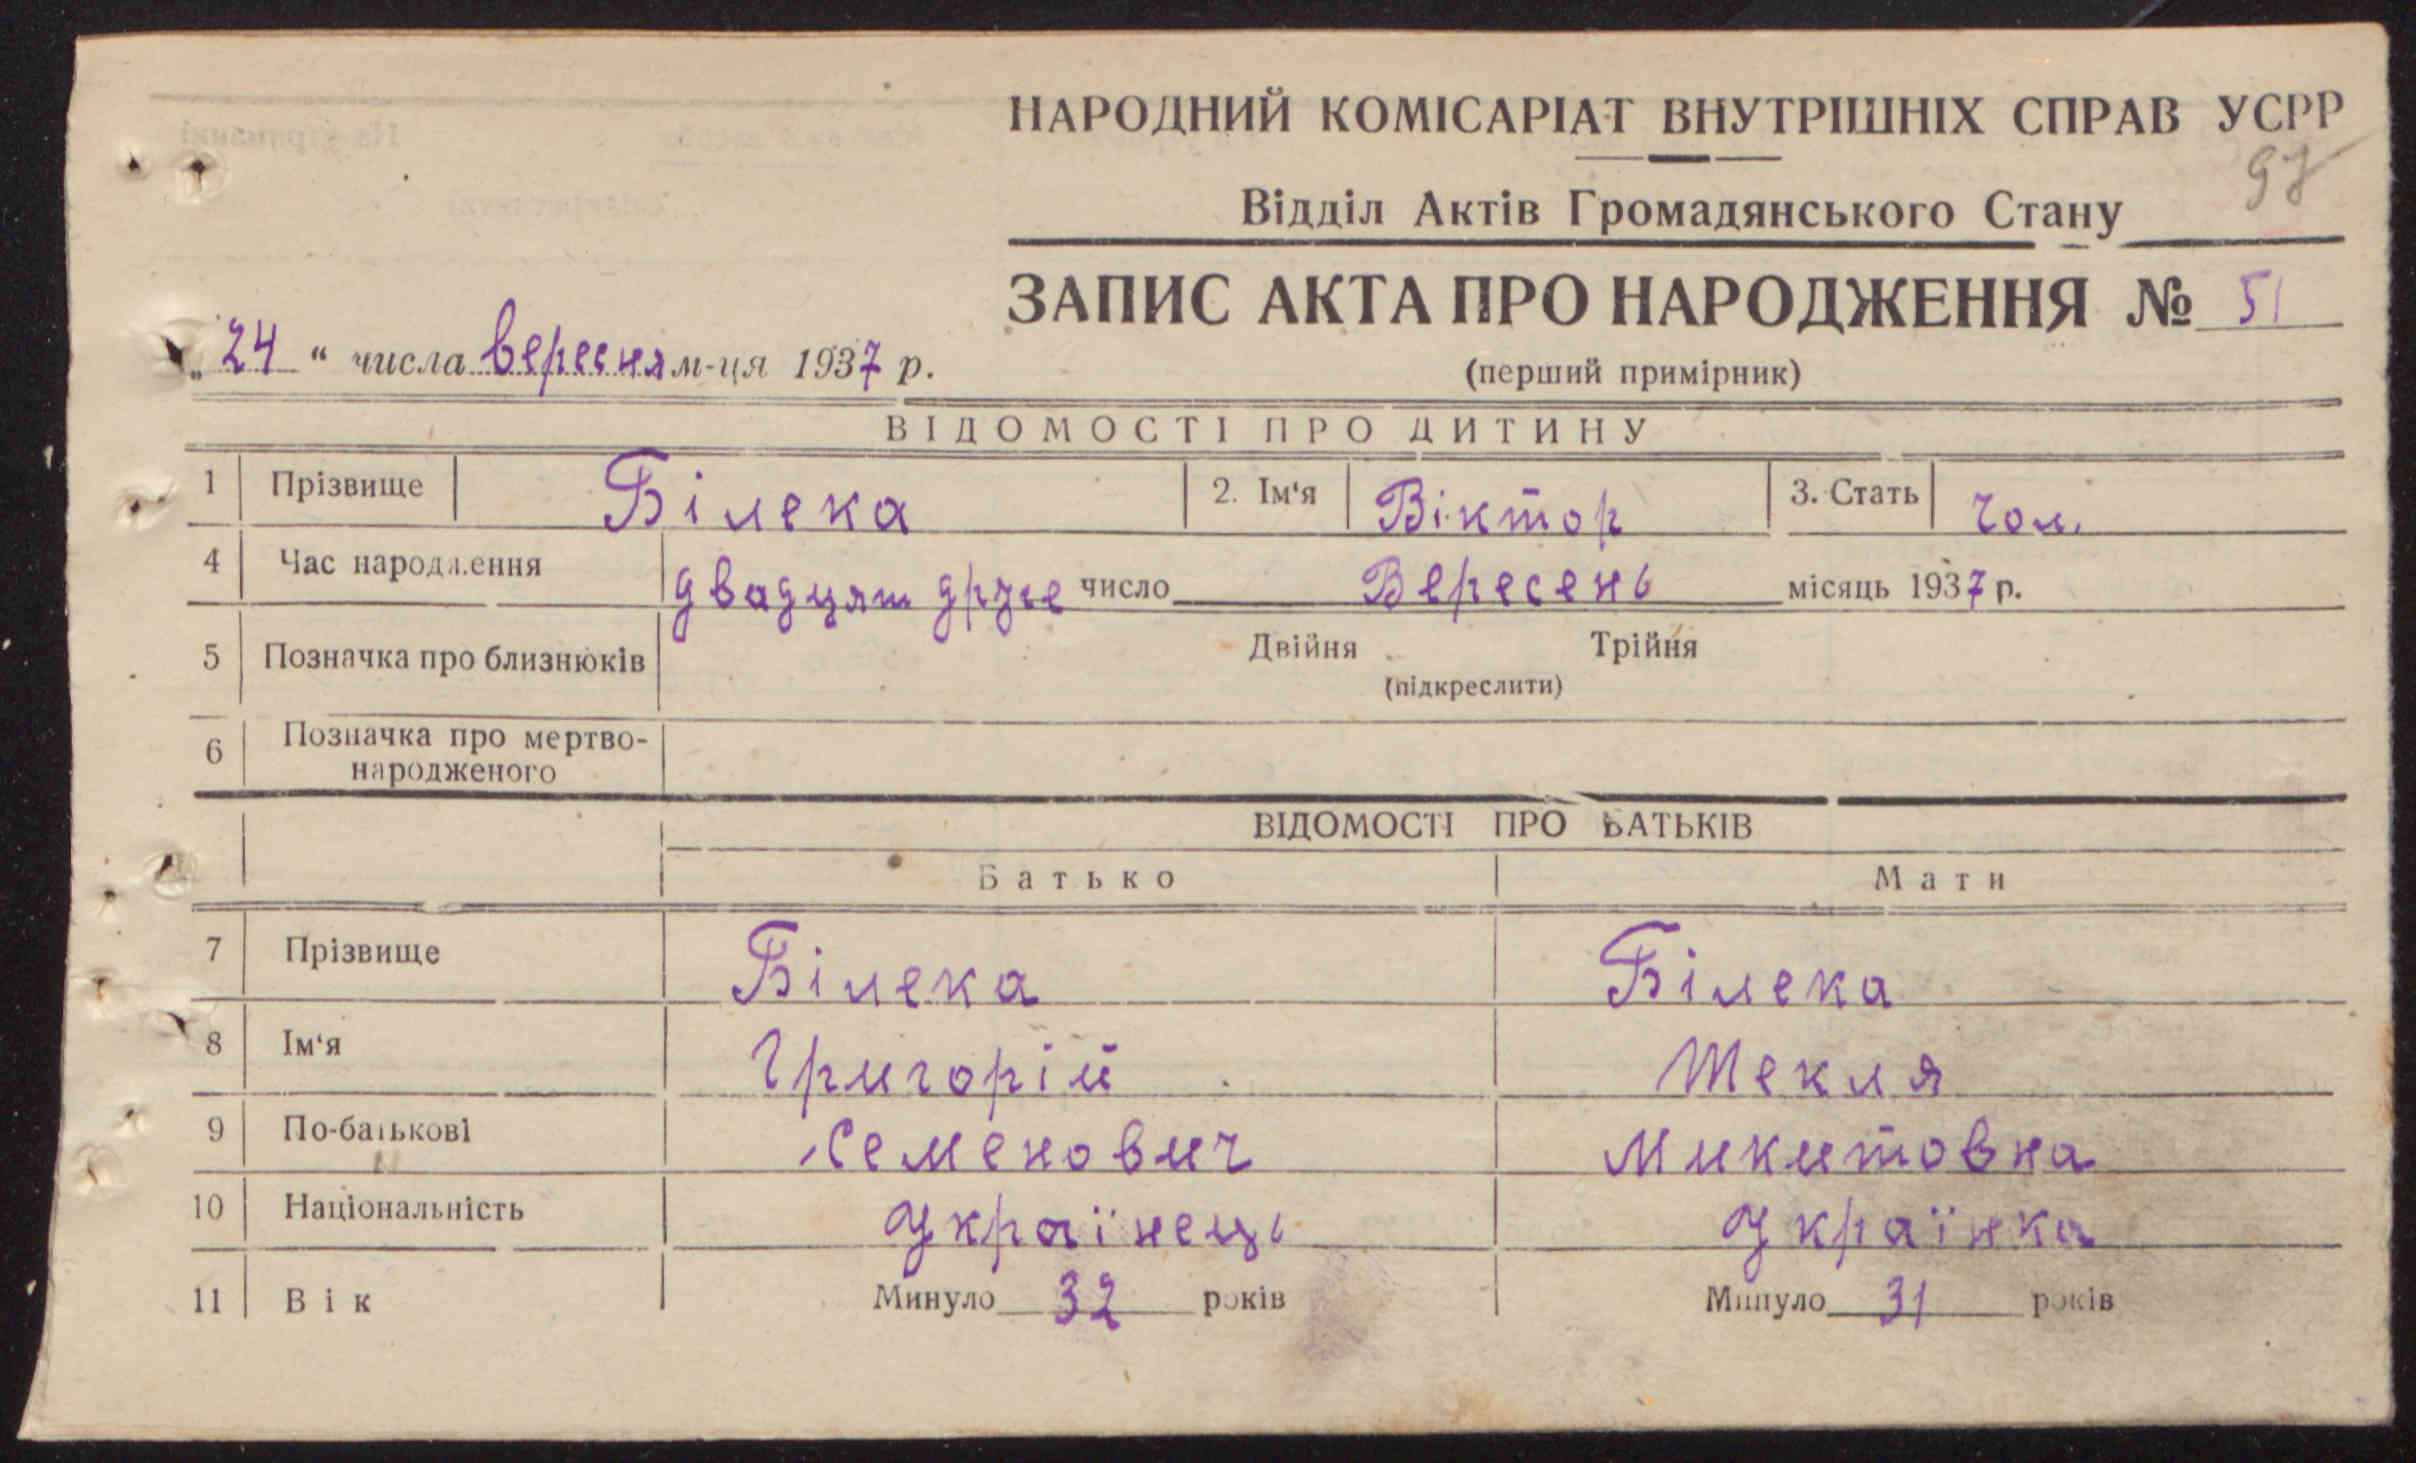 НАРОДНИЙ КОМІСАРІАТ ВНУТРІШНІХ СПРАВ УСРР
97
Відділ Актів Громадянського Стану
ЗАПИС АКТА ПРО НАРОДЖЕННЯ № 51
„24“ числа вересня м-ця 1937 р.
(перший примірник)
ВІДОМОСТІ ПРО ДИТИНУ
1 Прізвище Білека 2. Ім‘я Віктор 3. Стать чол.
4 Час народження двадцят друге число Вересень місяць 1937 р.
5 Позначка про близнюків Двійня Трійня
(підкреслити)
6 Позначка про мертво-
народженого
ВІДОМОСТІ ПРО БАТЬКІВ
Батько Мати
7 Прізвище Білека Білека
8 Ім‘я Григорій Текля
9 По-батькові Семенович Микитовна
10 Національність Українець Українка
11 Вік Минуло 32 років Минуло 31 років